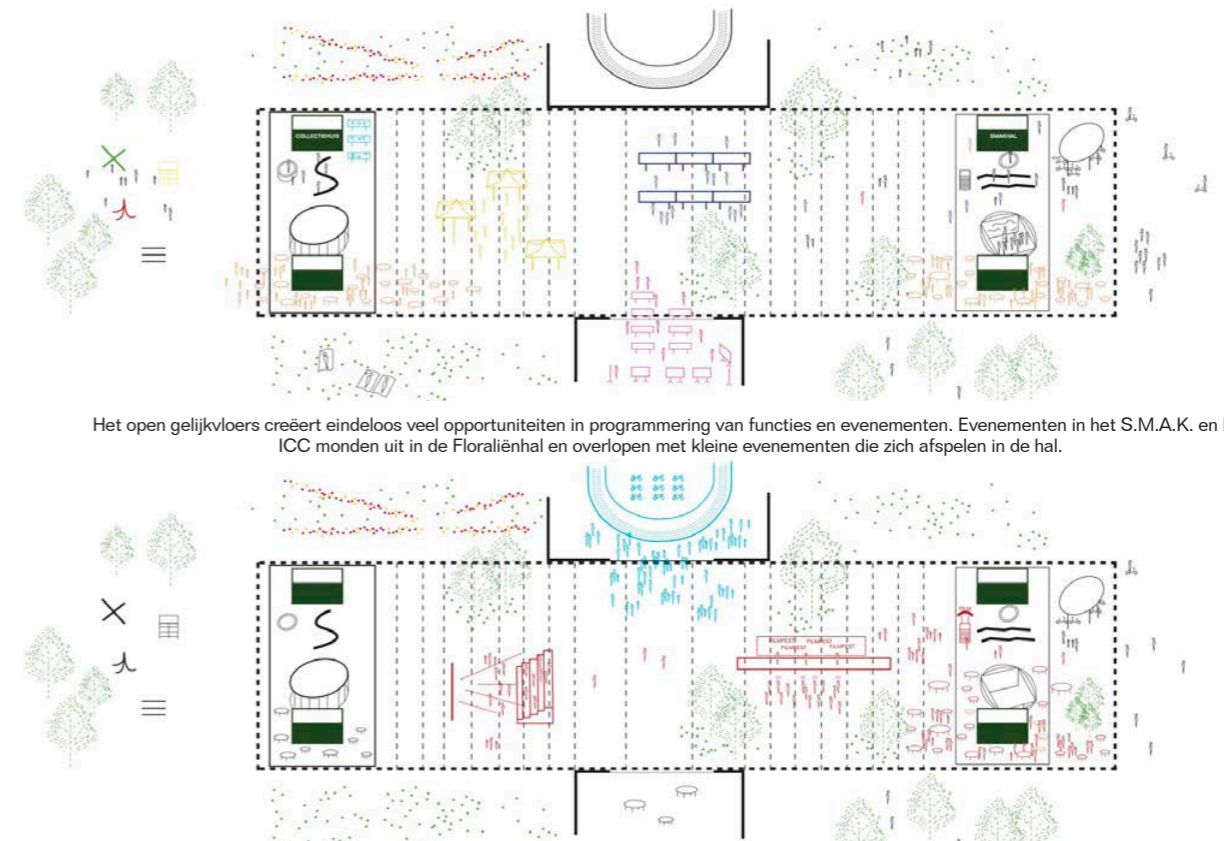 COLLECTIEHUIS
SMAKHAL
Het open gelijkvloers creëert eindeloos veel opportuniteiten in programmering van functies en evenementen. Evenementen in het S.M.A.K. en
ICC monden uit in de Floraliënhal en overlopen met kleine evenementen die zich afspelen in de hal.
FILMFEST FILMFEST
FILMFEST FILMFEST